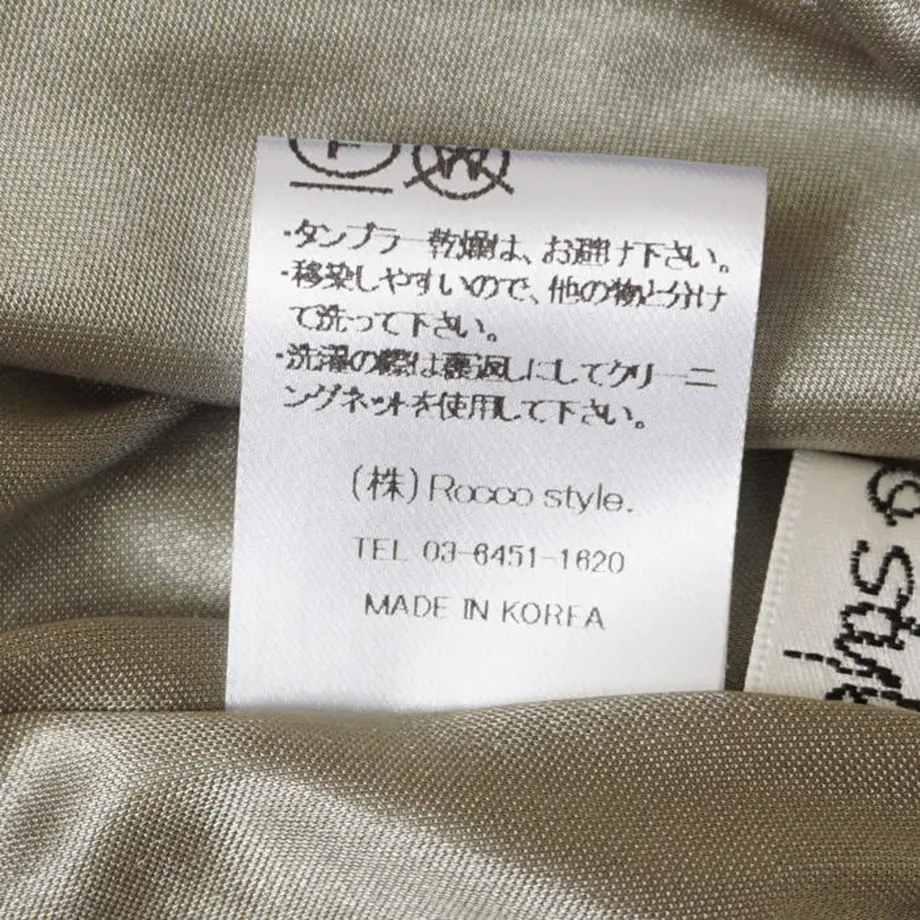 F W
・タンブラー乾燥は、お避け下さい。
・移染しやすいので、他の物と分け
て洗って下さい。
・洗濯の際は裏返しにしてクリーニ
ングネットを使用して下さい。
(株)Rocco style.
TEL 03-6451-1620
MADE IN KOREA